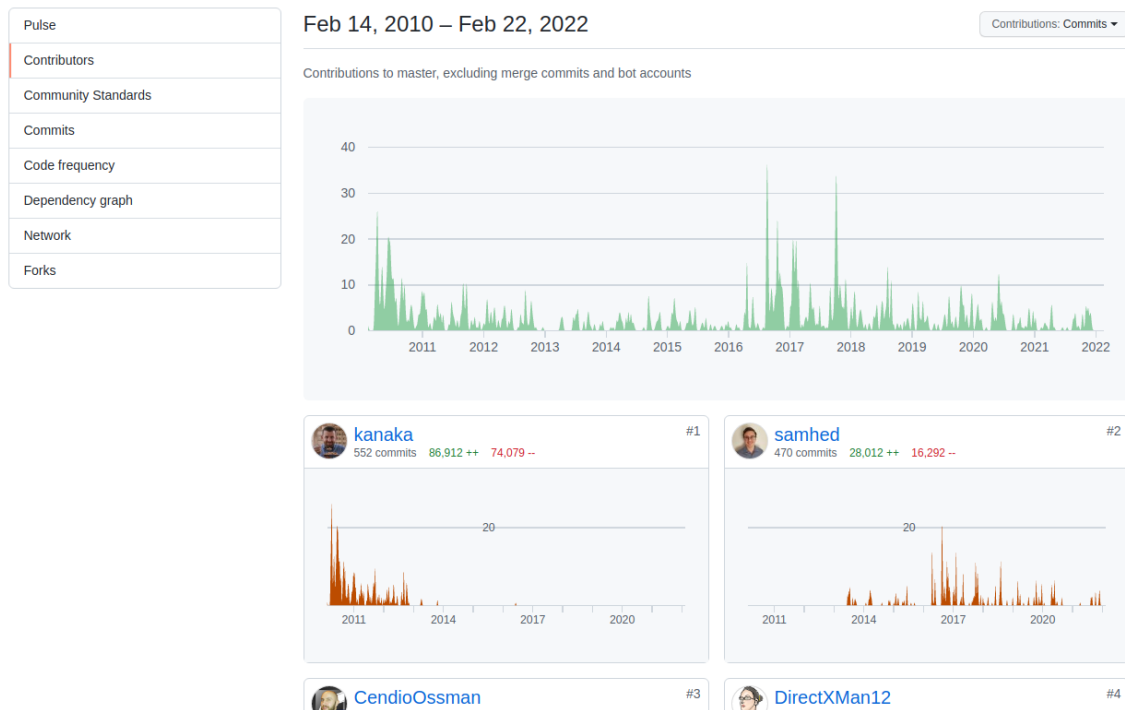 Pulse
Contributors
Community Standards
Commits
Code frequency
Dependency graph
Network
Forks
Feb 14, 2010 – Feb 22, 2022
Contributions: Commits
Contributions to master, excluding merge commits and bot accounts
40
30
20
10
0
2011 2012 2013 2014 2015 2016 2017 2018 2019 2020 2021 2022
kanaka #1
552 commits 86,912 ++ 74,079 --
20
2011 2014 2017 2020
samhed #2
470 commits 28,012 ++ 16,292 --
20
2011 2014 2017 2020
CendioOssman #3
DirectXMan12 #4